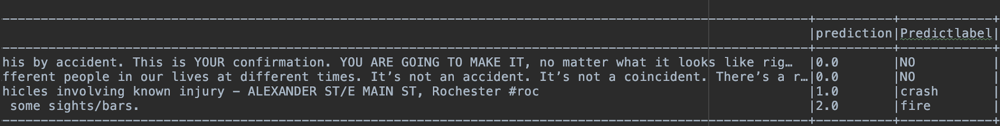 |prediction|Predictlabel|
his by accident. This is YOUR confirmation. YOU ARE GOING TO MAKE IT, no matter what it looks like rig… |0.0 |NO |
fferent people in our lives at different times. It’s not an accident. It’s not a coincidence. There’s a r…|0.0 |NO |
hicles involving known injury – ALEXANDER ST/E MAIN ST, Rochester #roc |1.0 |crash |
some sights/bars. |2.0 |fire |